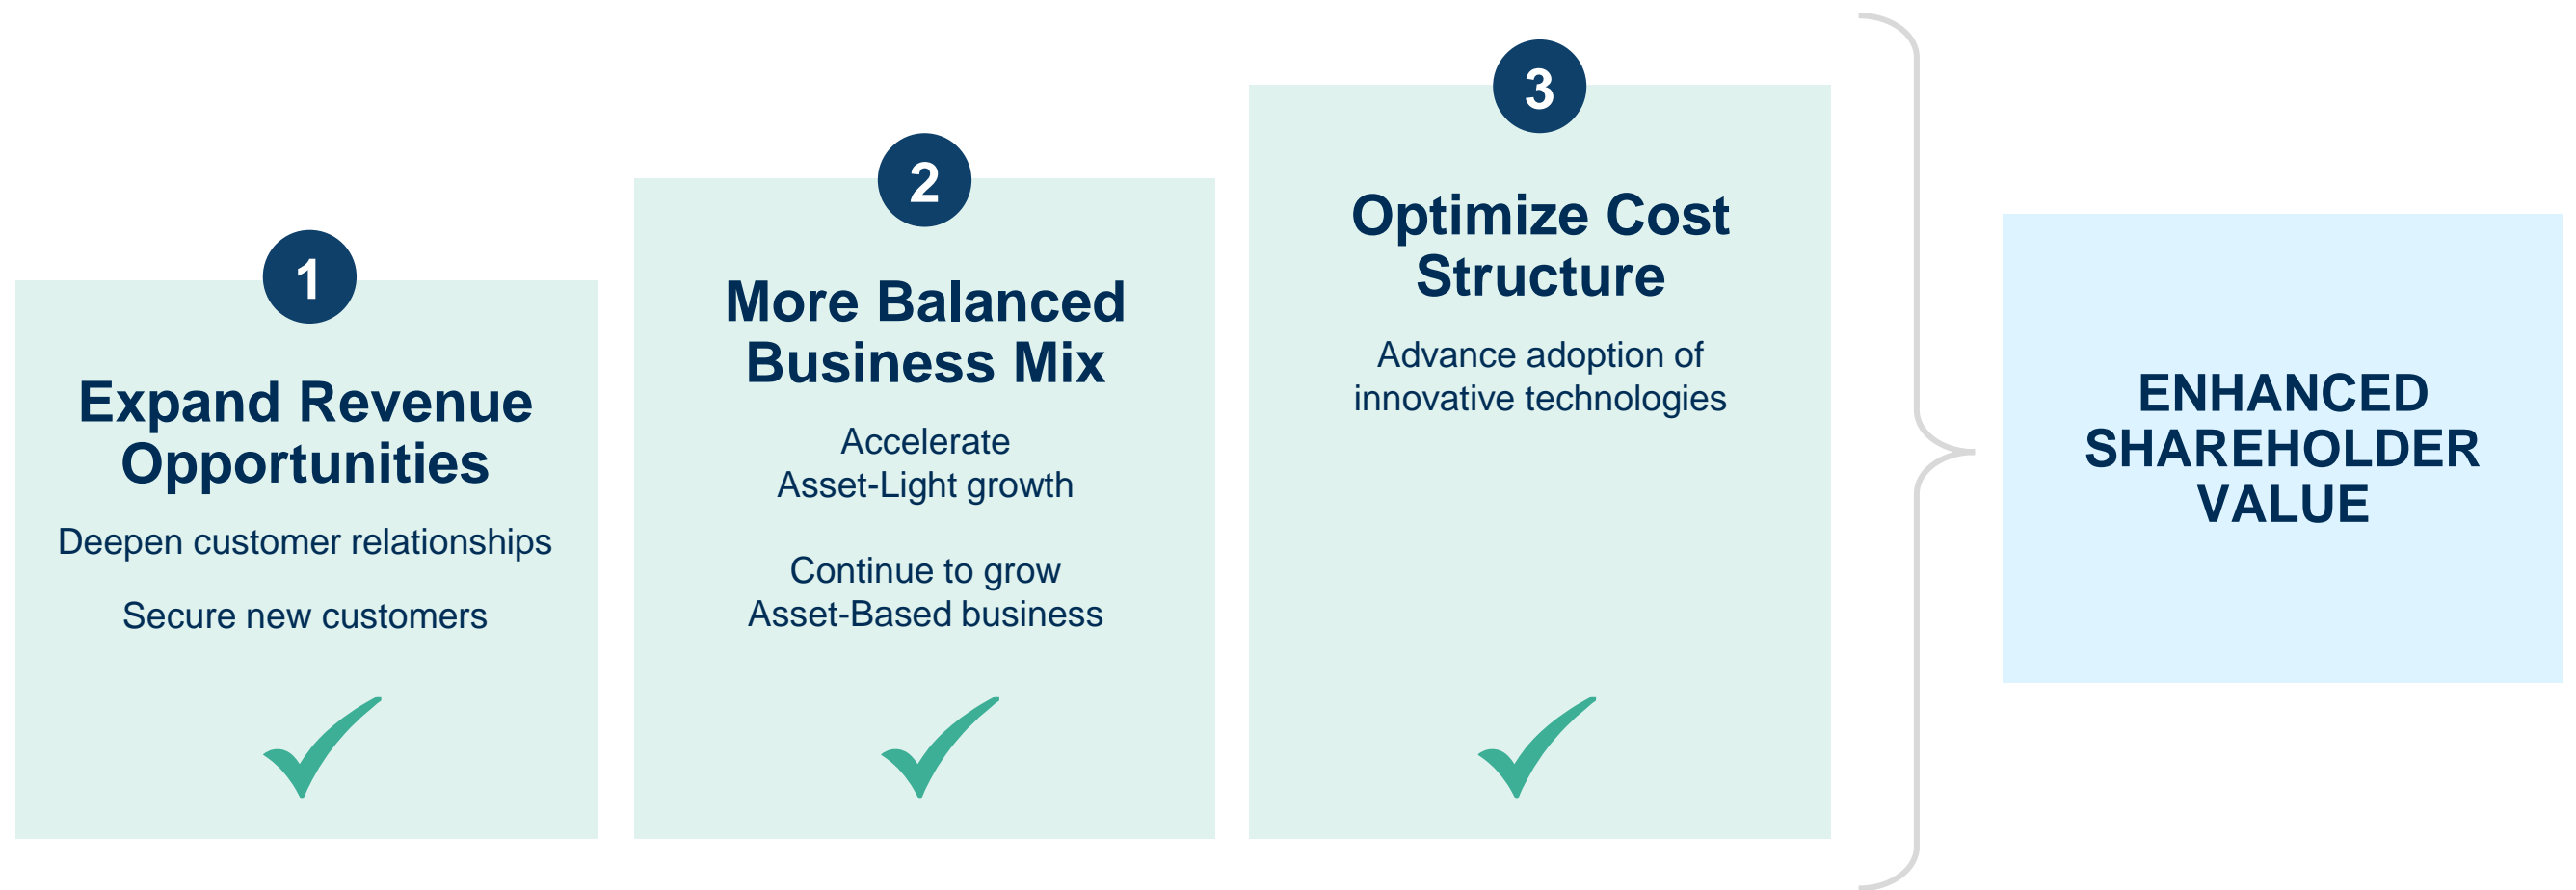 1
Expand Revenue
Opportunities
Deepen customer relationships
Secure new customers
2
More Balanced
Business Mix
Accelerate
Asset-Light growth
Continue to grow
Asset-Based business
3
Optimize Cost
Structure
Advance adoption of
innovative technologies
ENHANCED
SHAREHOLDER
VALUE